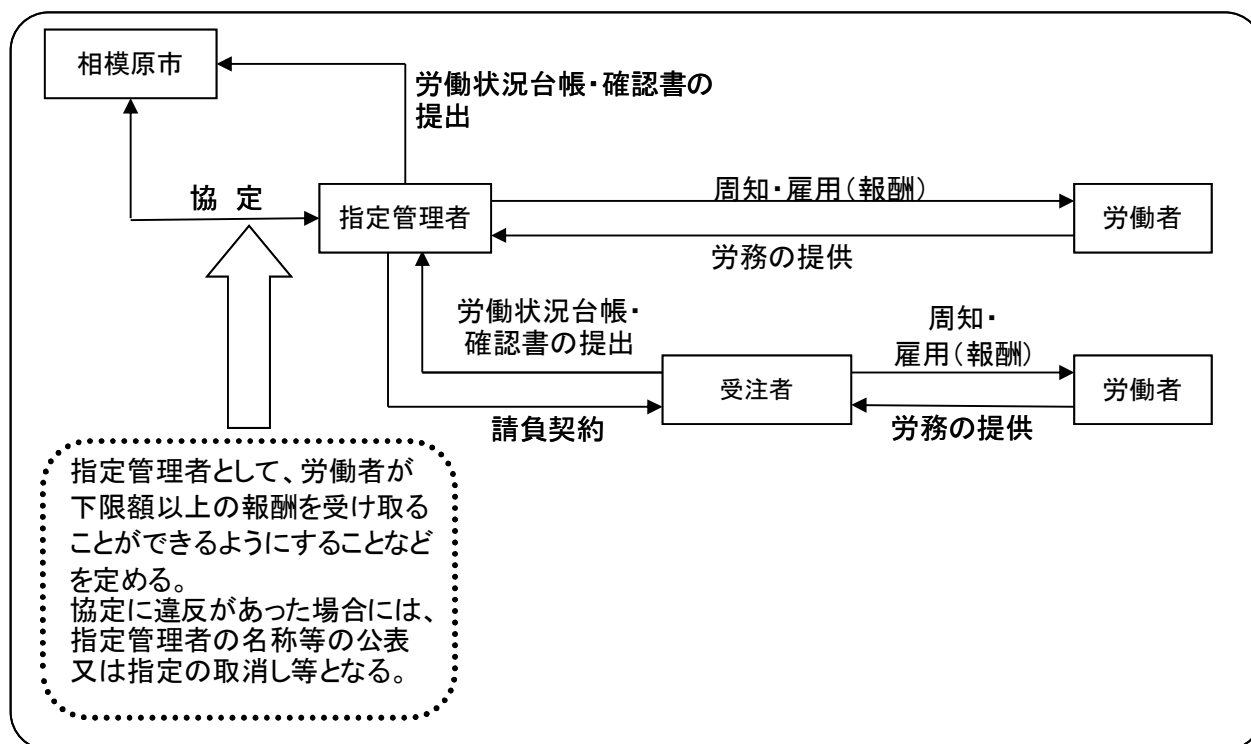 相模原市
労働状況台帳・確認書の
提出
協 定
指定管理者
周知・雇用(報酬)
労働者
労務の提供
労働状況台帳・
確認書の提出
周知・
雇用(報酬)
受注者
労働者
請負契約
労務の提供
指定管理者として、労働者が
下限額以上の報酬を受け取る
ことができるようにすることなど
を定める。
協定に違反があった場合には、
指定管理者の名称等の公表
又は指定の取消し等となる。